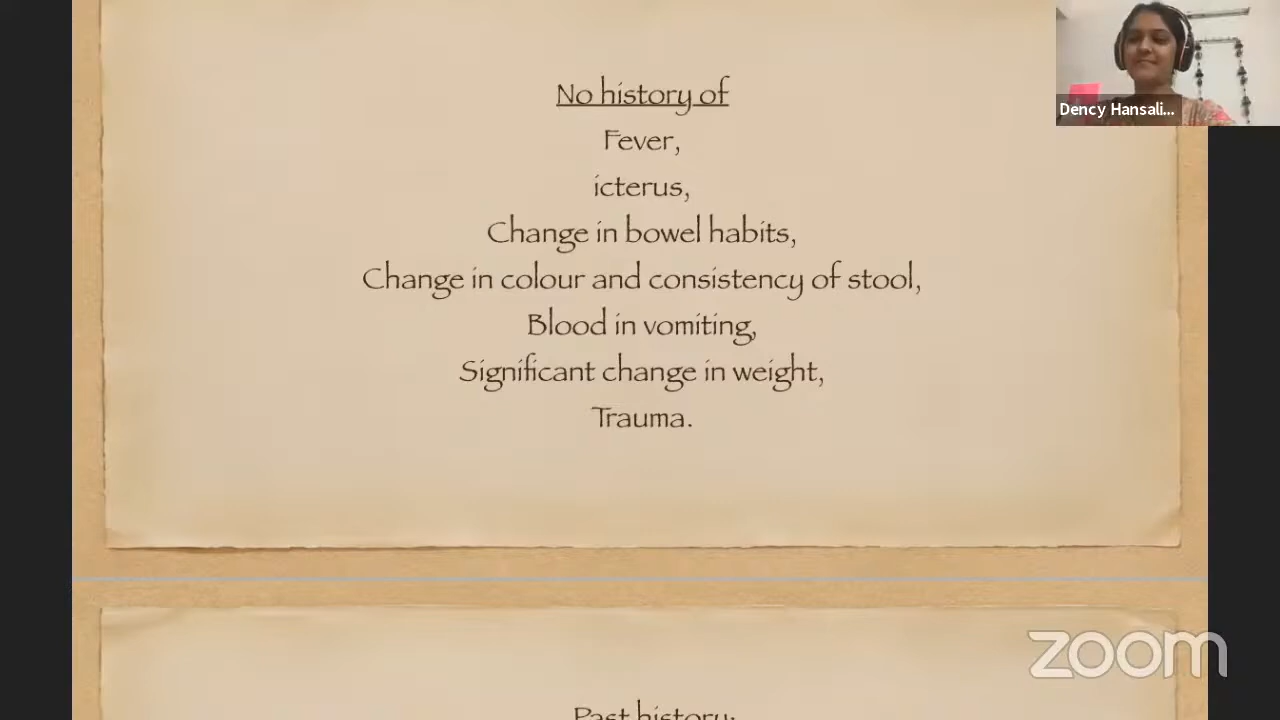 Dency Hansali...
No history of
Fever,
icterus,
Change in bowel habits,
Change in colour and consistency of stool,
Blood in vomiting,
Significant change in weight,
Trauma.
zoom
Past history: